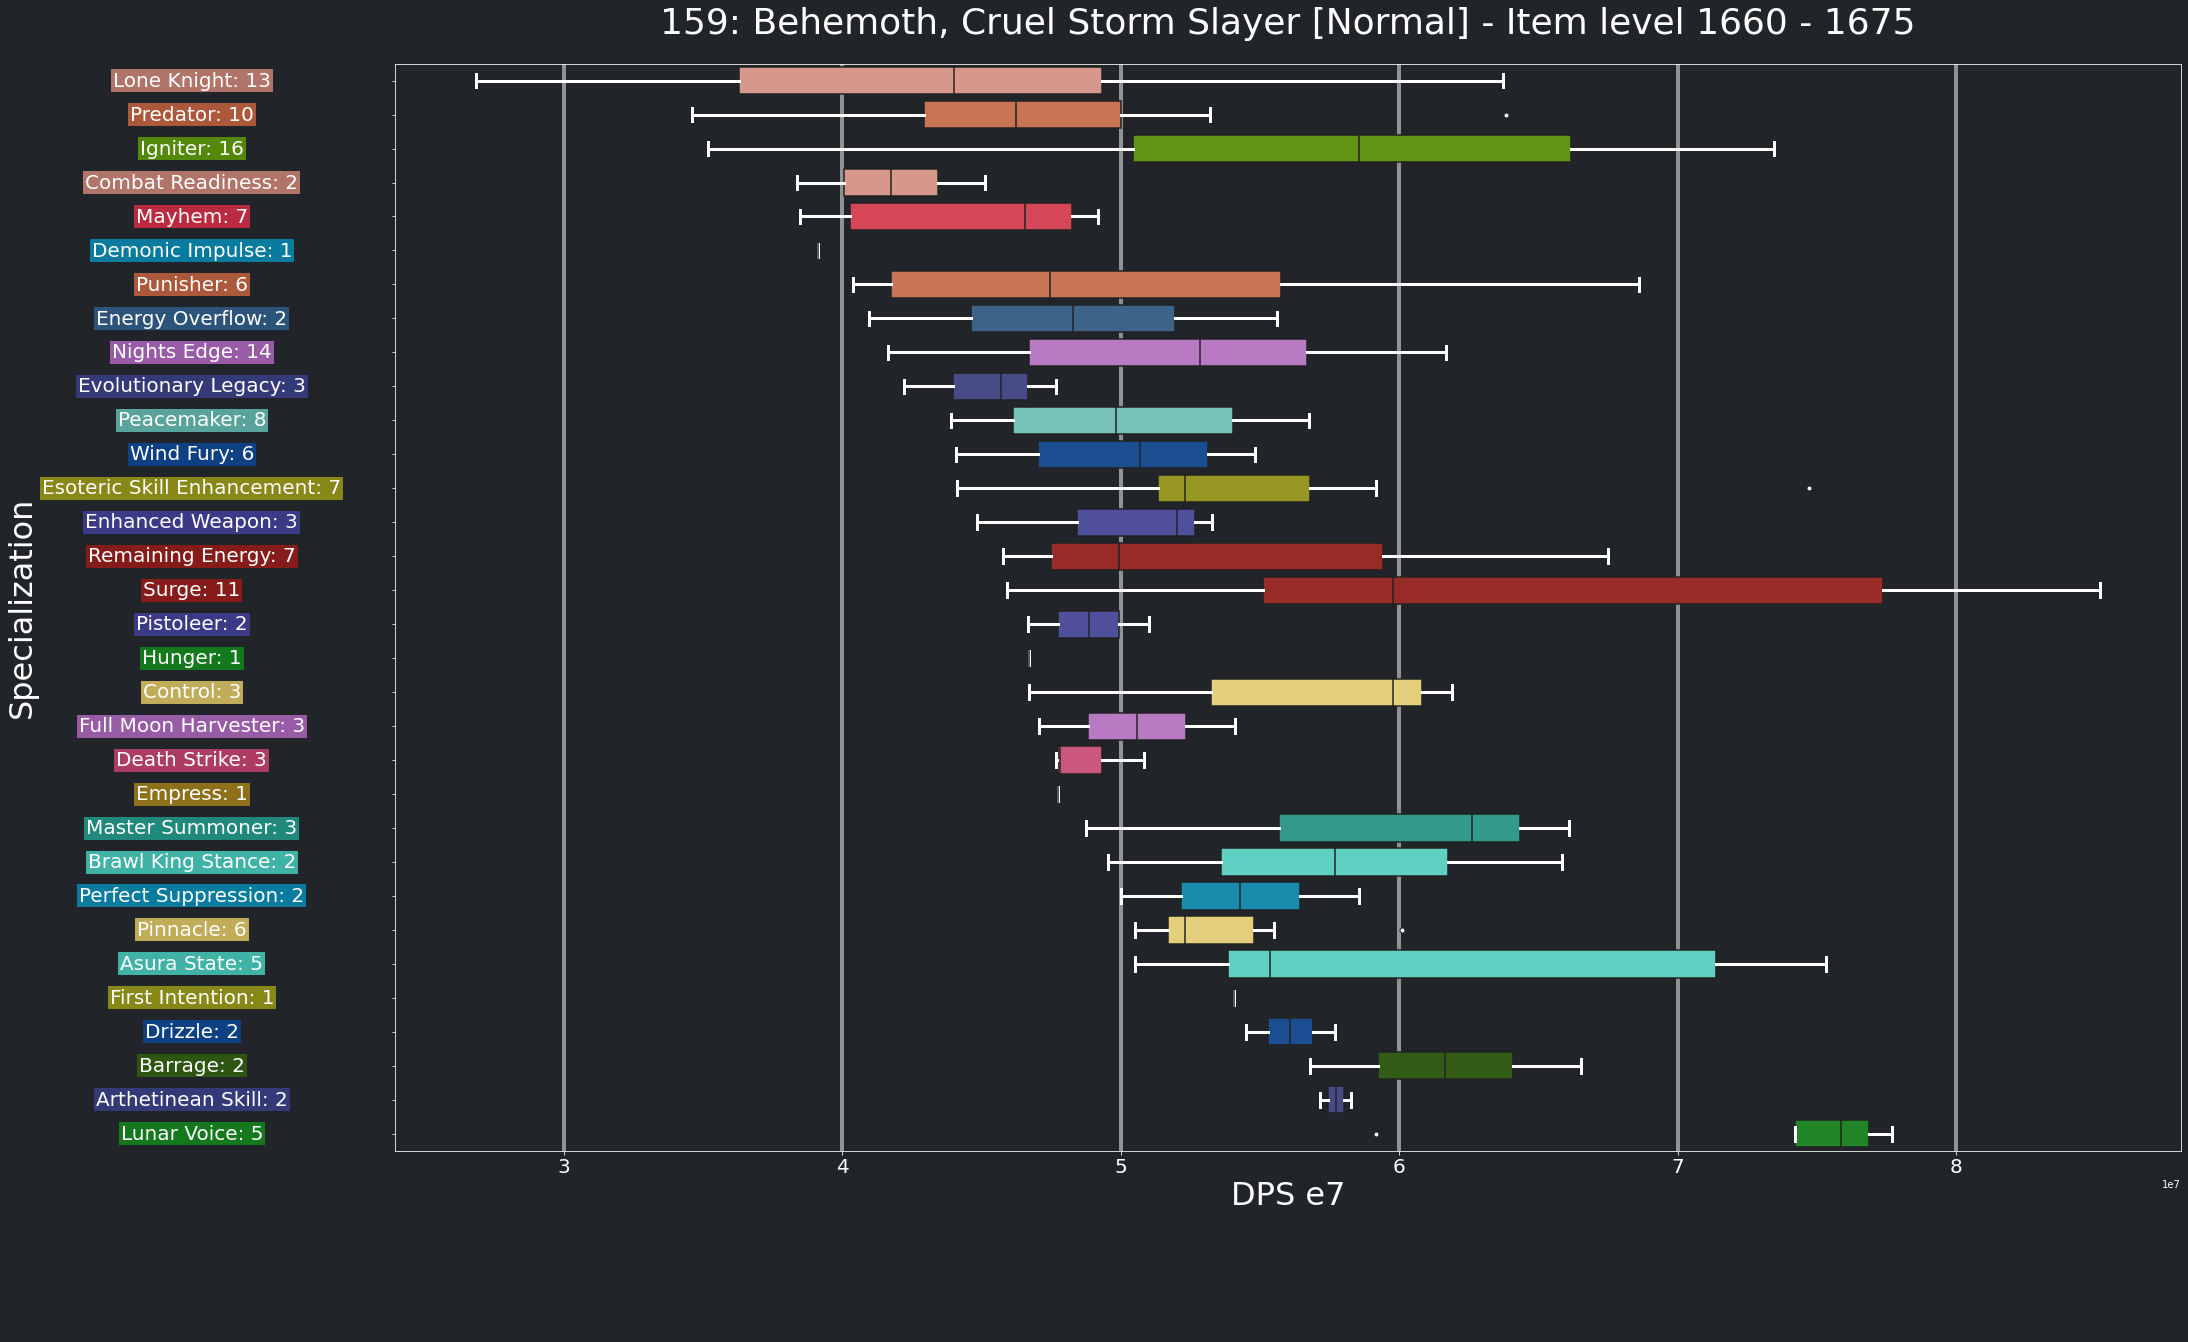 159: Behemoth, Cruel Storm Slayer [Normal] - Item level 1660 - 1675
Specialization
Lone Knight: 13
Predator: 10
Igniter: 16
Combat Readiness: 2
Mayhem: 7
Demonic Impulse: 1
Punisher: 6
Energy Overflow: 2
Nights Edge: 14
Evolutionary Legacy: 3
Peacemaker: 8
Wind Fury: 6
Esoteric Skill Enhancement: 7
Enhanced Weapon: 3
Remaining Energy: 7
Surge: 11
Pistoleer: 2
Hunger: 1
Control: 3
Full Moon Harvester: 3
Death Strike: 3
Empress: 1
Master Summoner: 3
Brawl King Stance: 2
Perfect Suppression: 2
Pinnacle: 6
Asura State: 5
First Intention: 1
Drizzle: 2
Barrage: 2
Arthetinean Skill: 2
Lunar Voice: 5
3 4 5 6 7 8
DPS e7
1e7